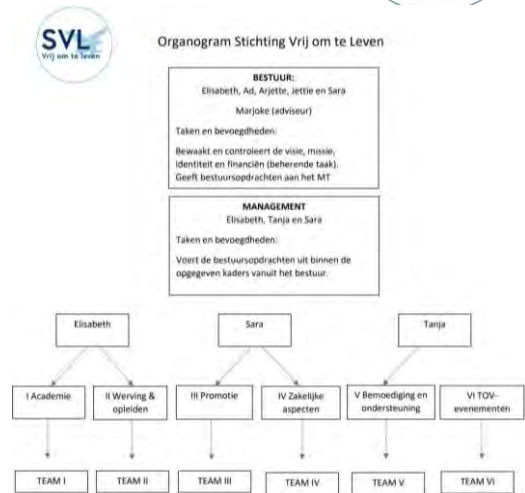 SVL
Vrij om te leven
Organogram Stichting Vrij om te Leven
BESTUUR:
Elisabeth, Ad, Arjette, Jettie en Sara
Marjoke (adviseur)
Taken en bevoegdheden:
Bewaakt en controleert de visie, missie,
identiteit en financiën (beherende taak).
Geeft bestuursopdrachten aan het MT
MANAGEMENT
Elisabeth, Tanja en Sara
Taken en bevoegdheden:
Voert de bestuursopdrachten uit binnen de
opgegeven kaders vanuit het bestuur.
Elisabeth
Sara
Tanja
I Academie
II Werving &
opleiden
III Promotie
IV Zakelijke
aspecten
V Bemoediging en
ondersteuning
VI TOV-
evenementen
TEAM I
TEAM II
TEAM III
TEAM IV
TEAM V
TEAM VI